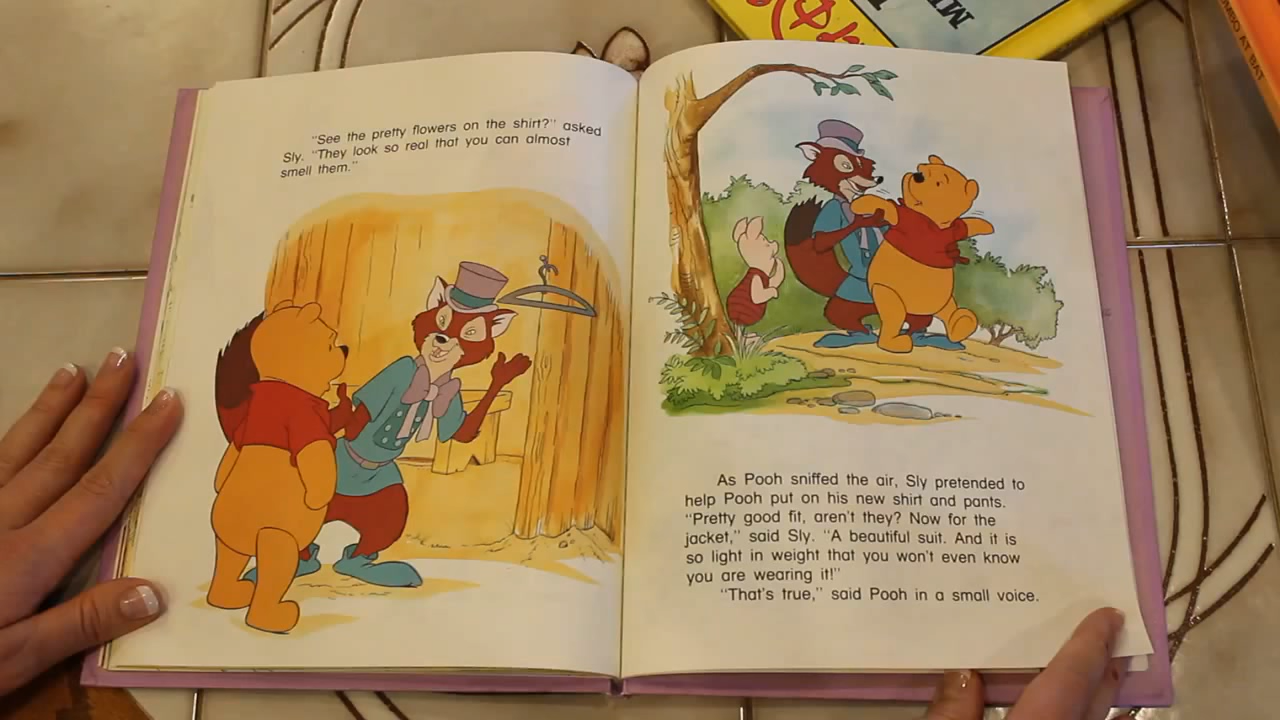 "See the pretty flowers on the shirt?" asked
Sly. "They look so real that you can almost
smell them."
As Pooh sniffed the air, Sly pretended to
help Pooh put on his new shirt and pants.
"Pretty good fit, aren't they? Now for the
jacket," said Sly. "A beautiful suit. And it is
so light in weight that you won't even know
you are wearing it!"
"That's true," said Pooh in a small voice.
AT BAT